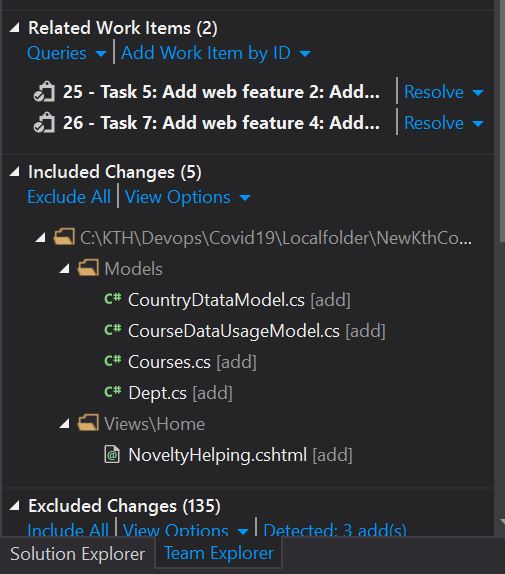 Related Work Items (2)
Queries Add Work Item by ID
25 - Task 5: Add web feature 2: Add... Resolve
26 - Task 7: Add web feature 4: Add... Resolve
Included Changes (5)
Exclude All View Options
C:\KTH\Devops\Covid19\Localfolder\NewKthCo...
Models
C# CountryDtataModel.cs [add]
C# CourseDataUsageModel.cs [add]
C# Courses.cs [add]
C# Dept.cs [add]
Views\Home
@ NoveltyHelping.cshtml [add]
Excluded Changes (135)
Include All View Options Detected: 3 add(s)
Solution Explorer Team Explorer